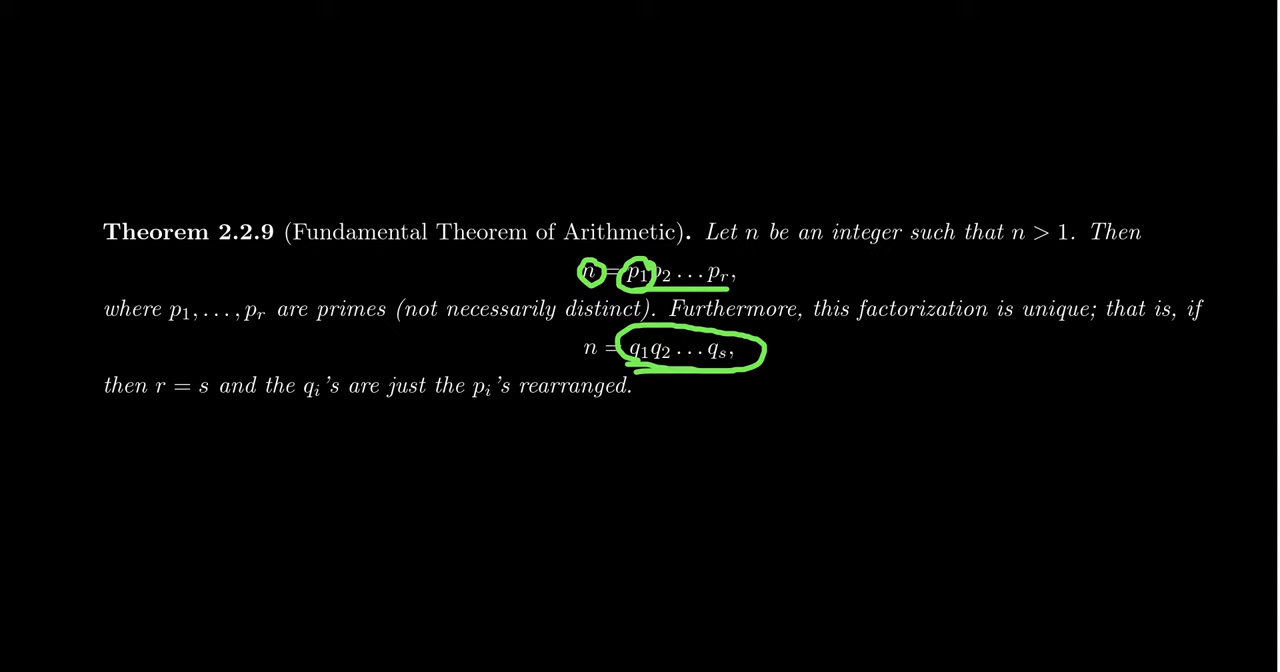 Theorem 2.2.9 (Fundamental Theorem of Arithmetic). Let n be an integer such that n > 1. Then
n = p₁p₂ … pᵣ,
where p₁, …, pᵣ are primes (not necessarily distinct). Furthermore, this factorization is unique; that is, if
n = q₁q₂ … qₛ,
then r = s and the qᵢ's are just the pᵢ's rearranged.